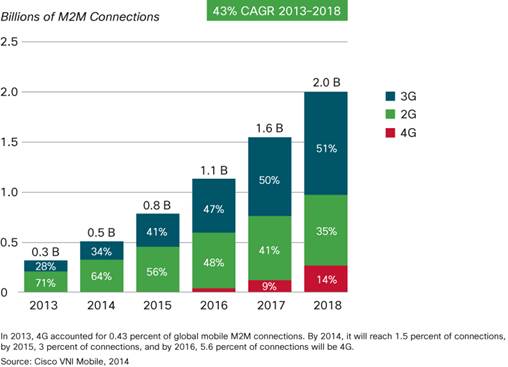 Billions of M2M Connections
43% CAGR 2013–2018
2.5
2.0
1.5
1.0
0.5
0
0.3 B
28%
71%
0.5 B
34%
64%
0.8 B
41%
56%
1.1 B
47%
48%
1.6 B
50%
41%
9%
2.0 B
51%
35%
14%
2013 2014 2015 2016 2017 2018
3G
2G
4G
In 2013, 4G accounted for 0.43 percent of global mobile M2M connections. By 2014, it will reach 1.5 percent of connections,
by 2015, 3 percent of connections, and by 2016, 5.6 percent of connections will be 4G.
Source: Cisco VNI Mobile, 2014